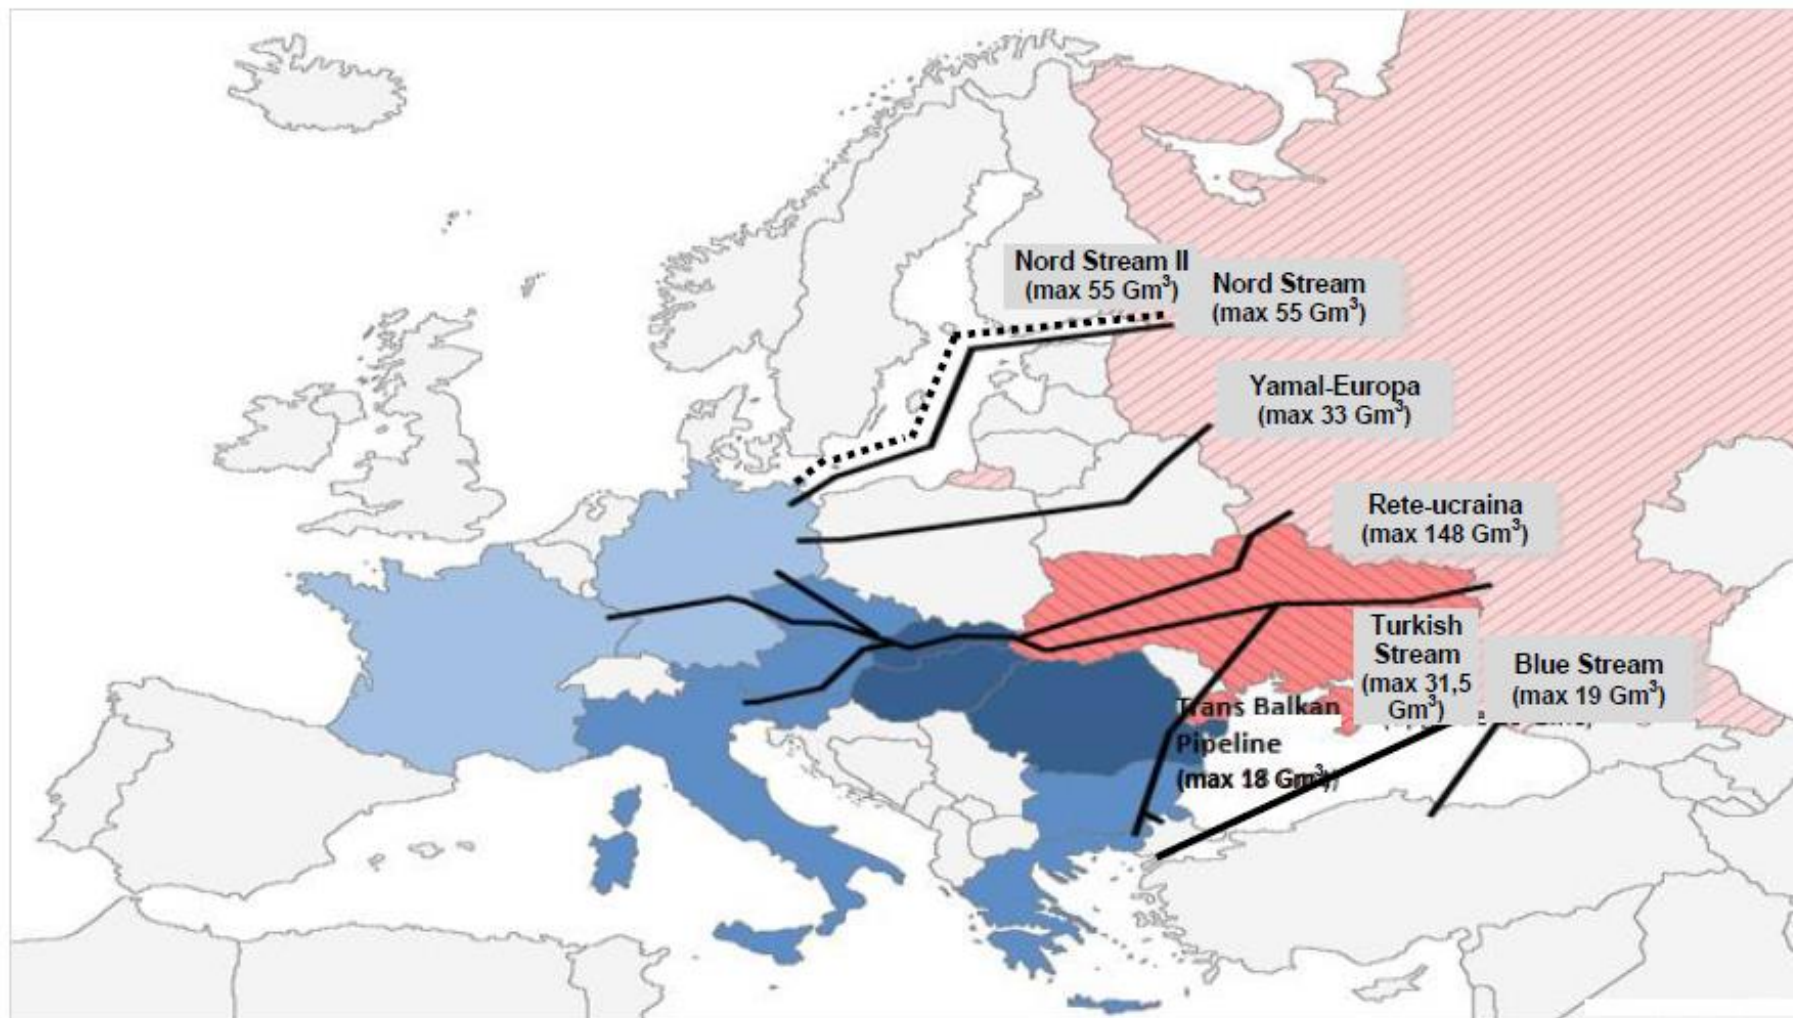 Nord Stream II
(max 55 Gm³)
Nord Stream
(max 55 Gm³)
Yamal-Europa
(max 33 Gm³)
Rete-ucraina
(max 148 Gm³)
Turkish
Stream
(max 31,5
Gm³)
Blue Stream
(max 19 Gm³)
Trans Balkan
Pipeline
(max 18 Gm³)